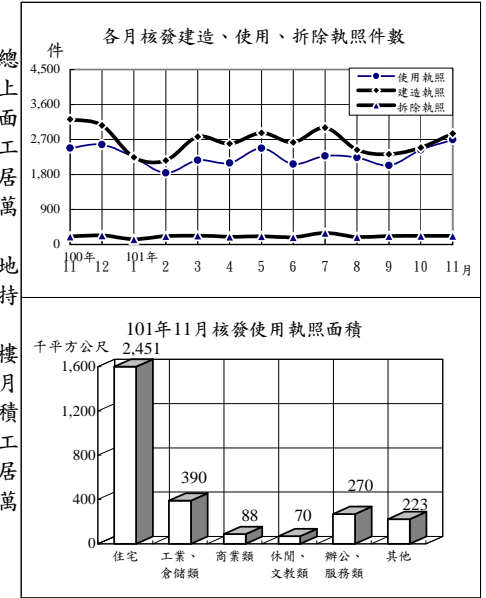 總
上
面
工
居
萬
地
持
樓
月
積
工
居
萬
各月核發建造、使用、拆除執照件數
件
4,500
3,600
2,700
1,800
900
0
使用執照
建造執照
拆除執照
100年 101年
11 12 1 2 3 4 5 6 7 8 9 10 11 月
101年11月核發使用執照面積
千平方公尺
1,600
1,200
800
400
0
2,451
390
88
70
270
223
住宅
工業、
倉儲類
商業類
休閒、
文教類
辦公、
服務類
其他